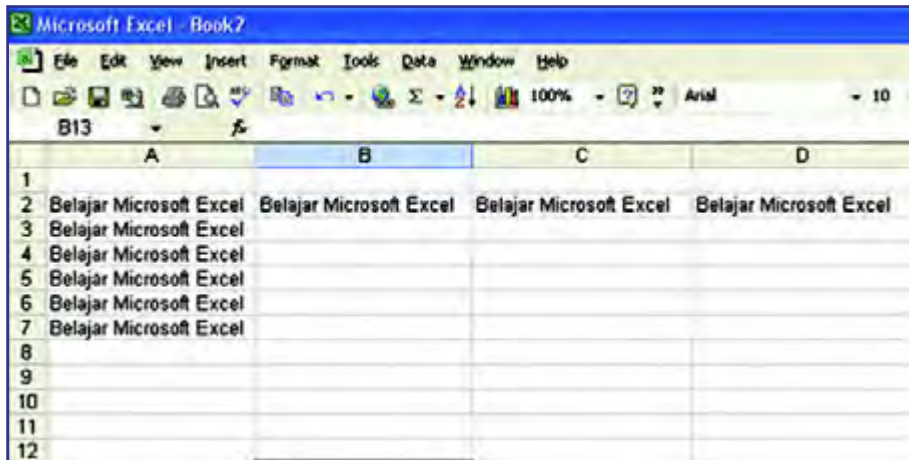 Microsoft Excel - Book2
File Edit View Insert Format Tools Data Window Help
100% Arial 10
B13 fx
A B C D
1
2 Belajar Microsoft Excel Belajar Microsoft Excel Belajar Microsoft Excel Belajar Microsoft Excel
3 Belajar Microsoft Excel
4 Belajar Microsoft Excel
5 Belajar Microsoft Excel
6 Belajar Microsoft Excel
7 Belajar Microsoft Excel
8
9
10
11
12